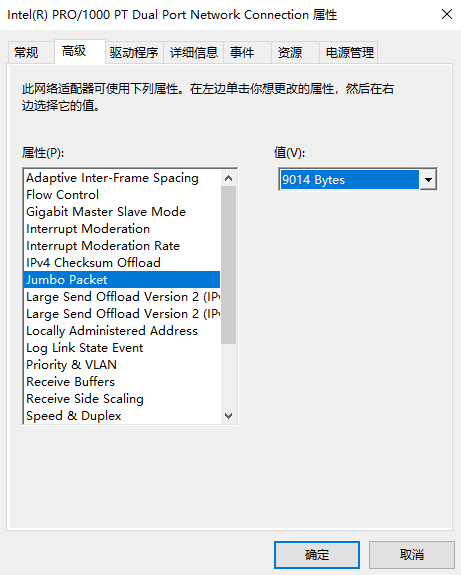 Intel(R) PRO/1000 PT Dual Port Network Connection 属性
常规 高级 驱动程序 详细信息 事件 资源 电源管理
此网络适配器可使用下列属性。在左边单击你想更改的属性，然后在右
边选择它的值。
属性(P): 值(V):
Adaptive Inter-Frame Spacing 9014 Bytes
Flow Control
Gigabit Master Slave Mode
Interrupt Moderation
Interrupt Moderation Rate
IPv4 Checksum Offload
Jumbo Packet
Large Send Offload Version 2 (IPv
Large Send Offload Version 2 (IPv
Locally Administered Address
Log Link State Event
Priority & VLAN
Receive Buffers
Receive Side Scaling
Speed & Duplex
确定 取消